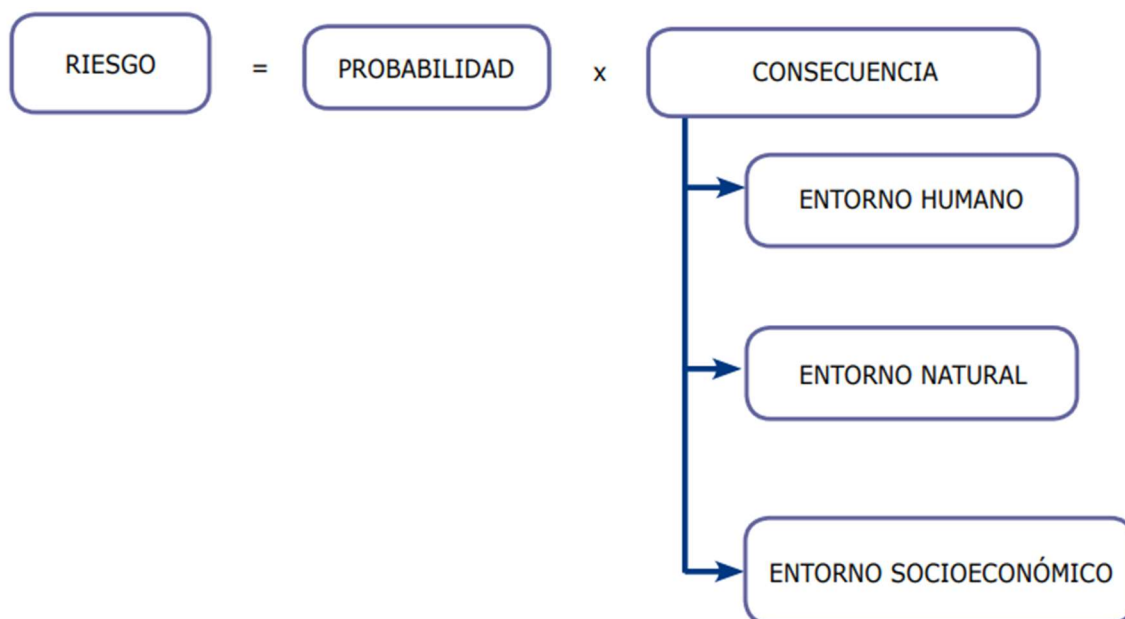 RIESGO = PROBABILIDAD x CONSECUENCIA
ENTORNO HUMANO
ENTORNO NATURAL
ENTORNO SOCIOECONÓMICO